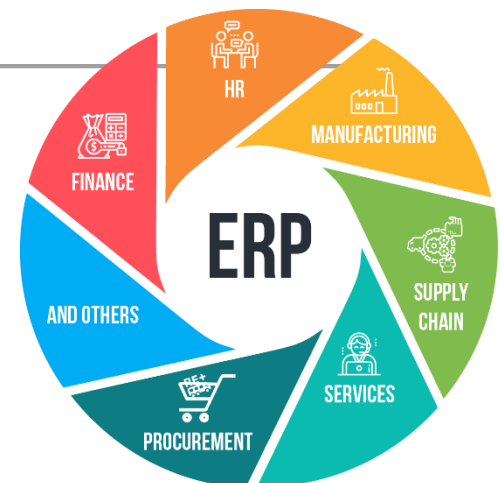 HR
MANUFACTURING
FINANCE
ERP
SUPPLY
CHAIN
AND OTHERS
SERVICES
PROCUREMENT